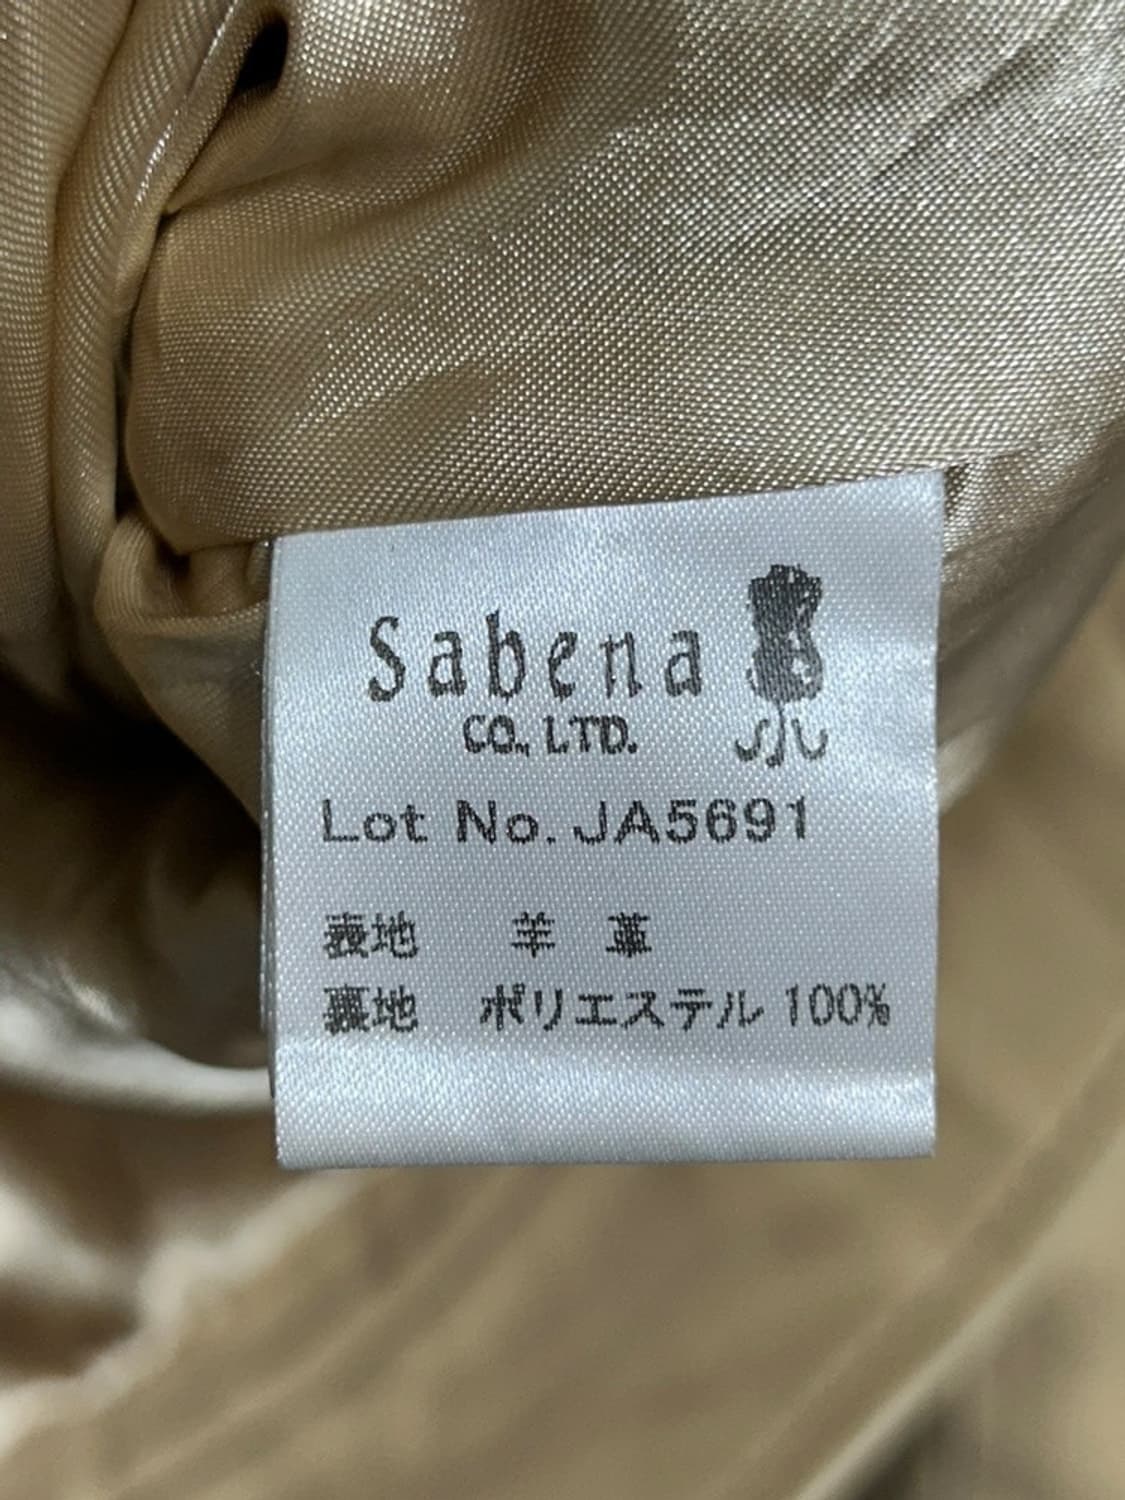 Sabena
CO., LTD.
Lot No. JA5691
表地 羊 革
裏地 ポリエステル 100%